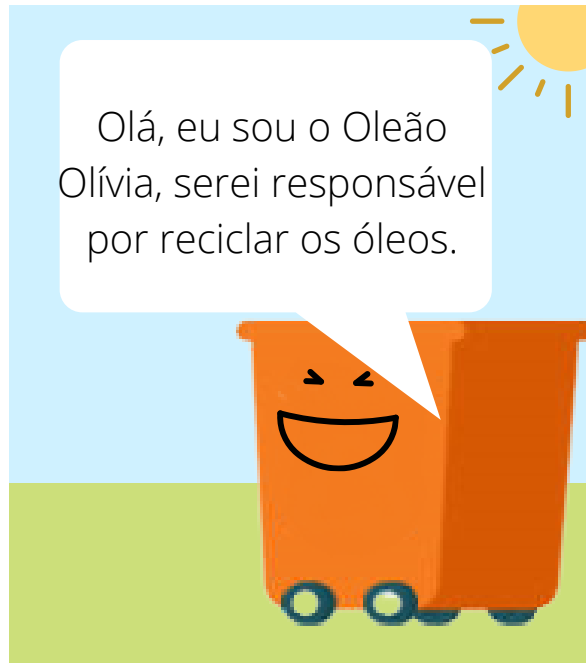 Olá, eu sou o Oleão
Olívia, serei responsável
por reciclar os óleos.